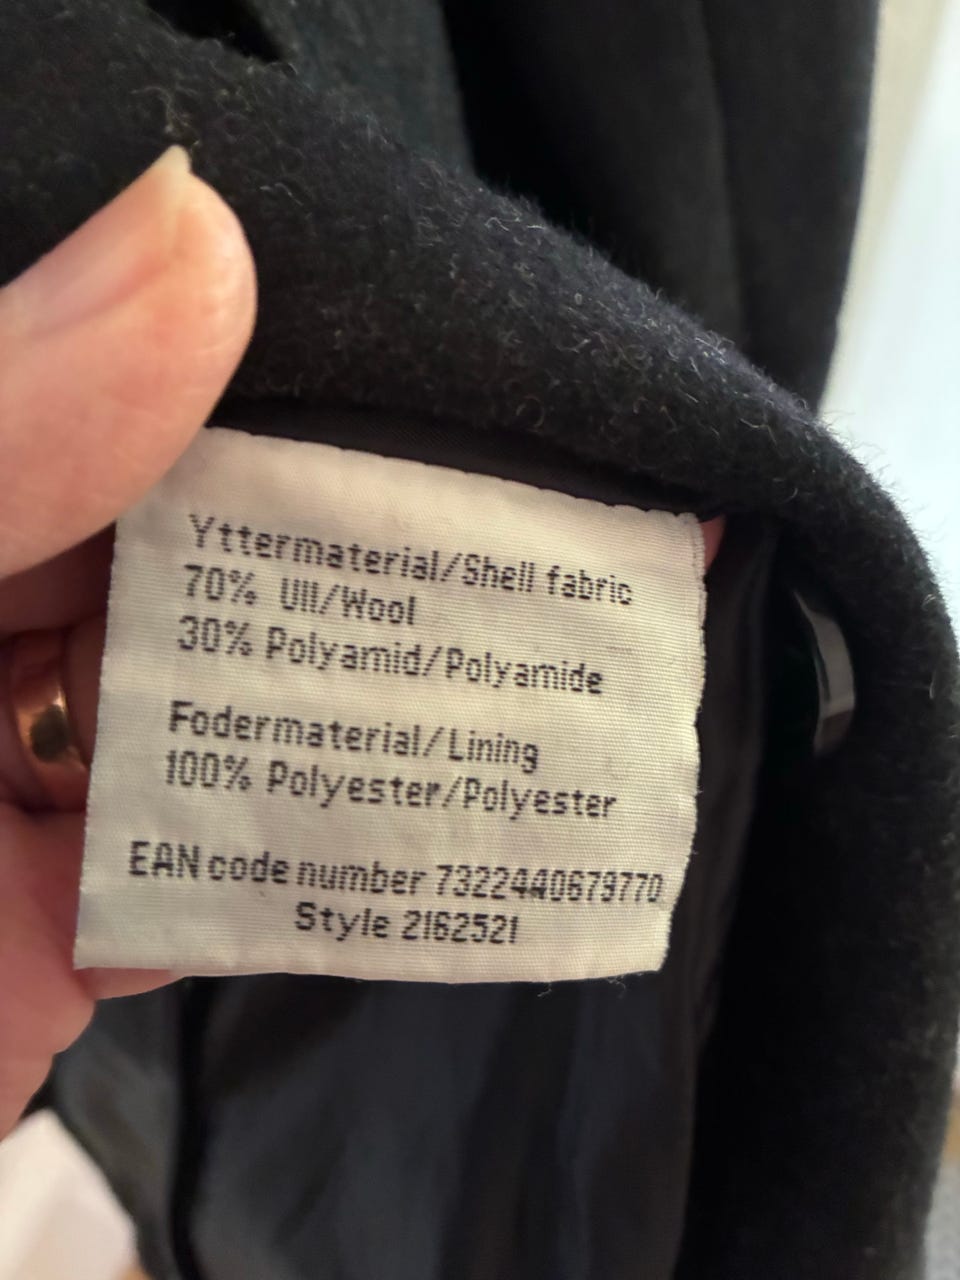 Yttermaterial/Shell fabric
70% Ull/Wool
30% Polyamid/Polyamide
Fodermaterial/Lining
100% Polyester/Polyester
EAN code number 7322440679770
Style 2162521